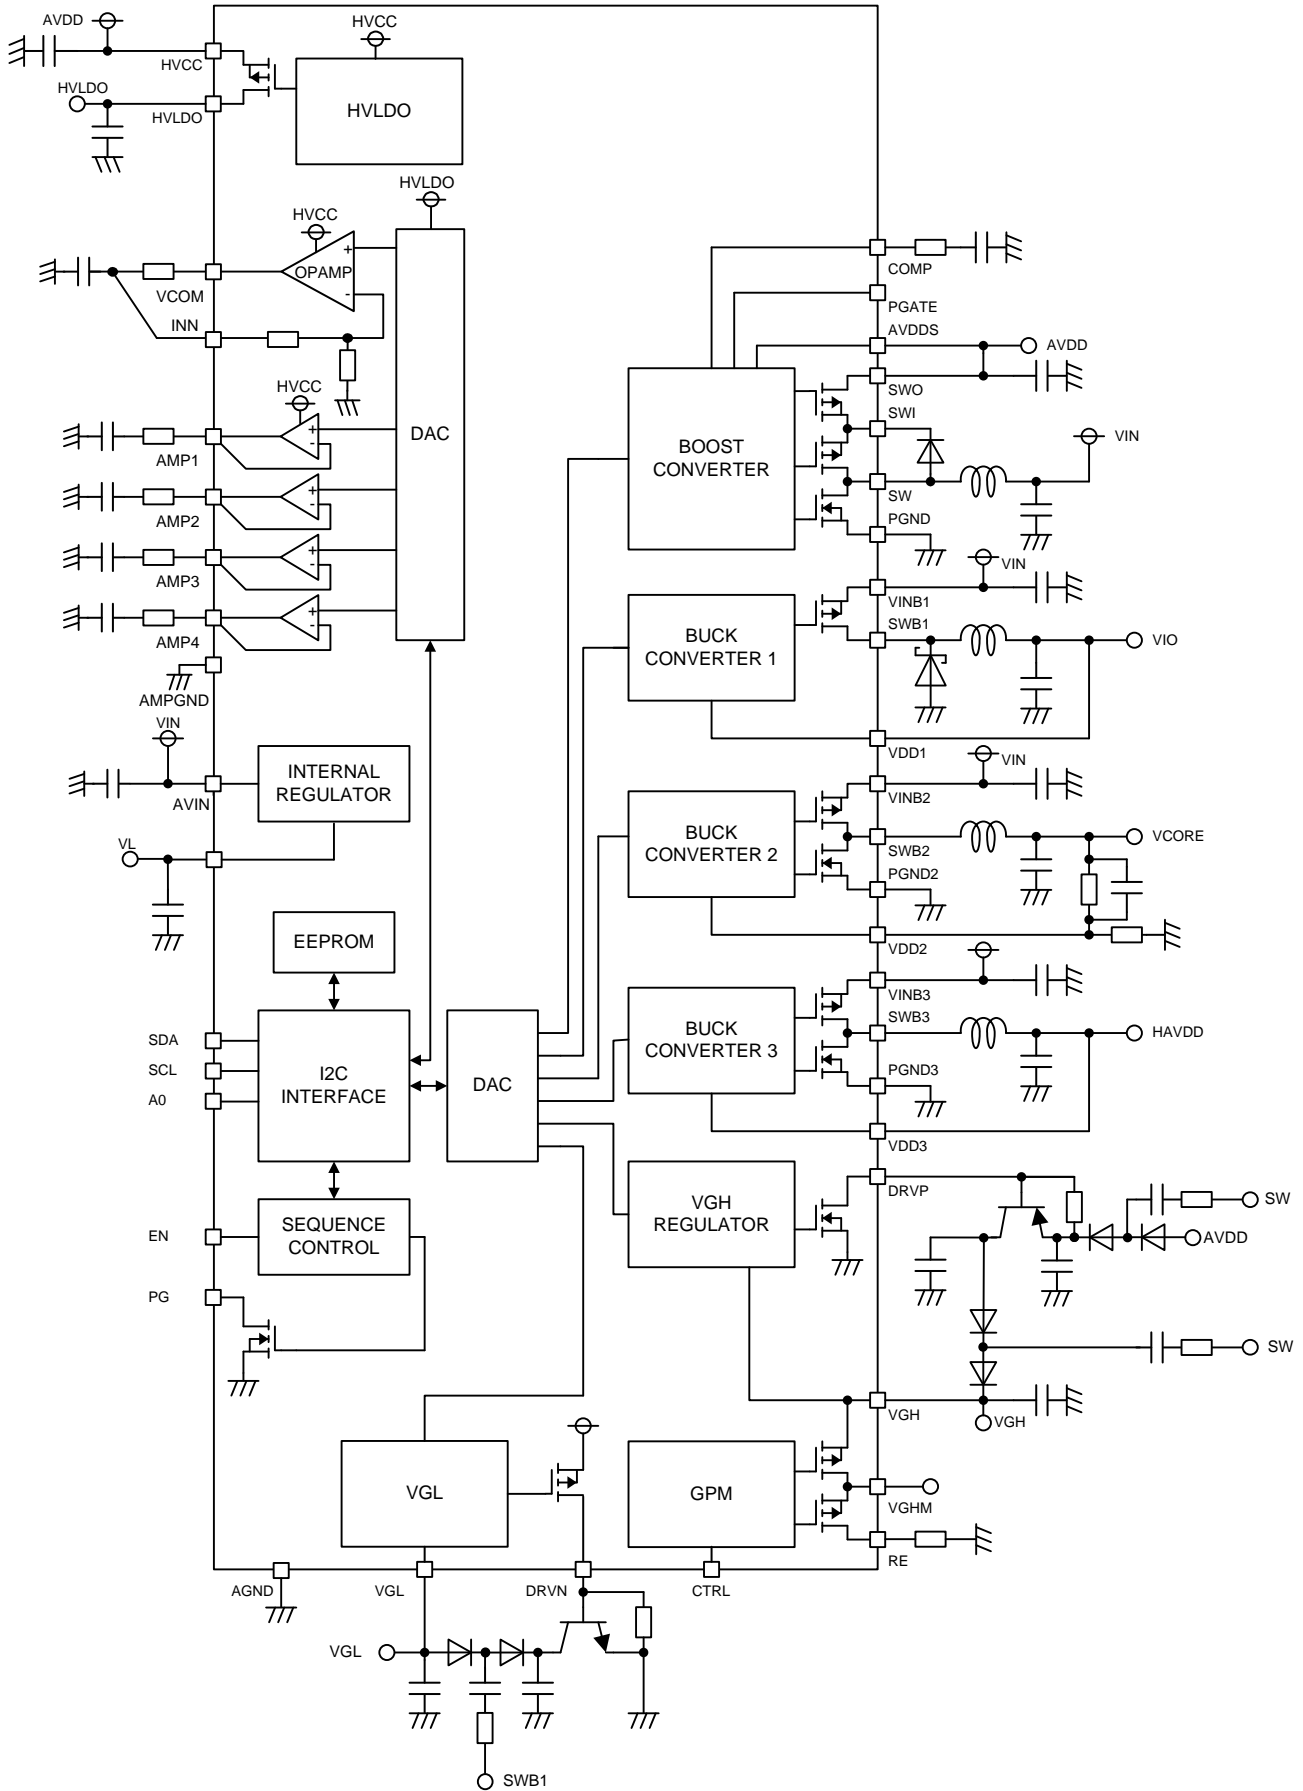 AVDD
HVCC
HVCC
HVLDO
HVLDO
HVLDO
HVLDO
HVCC
+
OPAMP
-
VCOM
INN
HVCC
DAC
+
-
AMP1
+
-
AMP2
+
-
AMP3
+
-
AMP4
AMPGND
VIN
INTERNAL
REGULATOR
AVIN
VL
EEPROM
SDA
SCL
A0
I2C
INTERFACE
DAC
EN
SEQUENCE
CONTROL
PG
COMP
PGATE
AVDDS
AVDD
SWO
SWI
BOOST
CONVERTER
VIN
SW
PGND
VIN
VINB1
SWB1
BUCK
CONVERTER 1
VIO
VDD1
VIN
VINB2
BUCK
CONVERTER 2
SWB2
VCORE
PGND2
VDD2
VINB3
SWB3
BUCK
CONVERTER 3
HAVDD
PGND3
VDD3
DRVP
VGH
REGULATOR
SW
AVDD
SW
VGH
VGH
VGL
GPM
VGHM
RE
AGND
VGL
DRVN
CTRL
VGL
SWB1